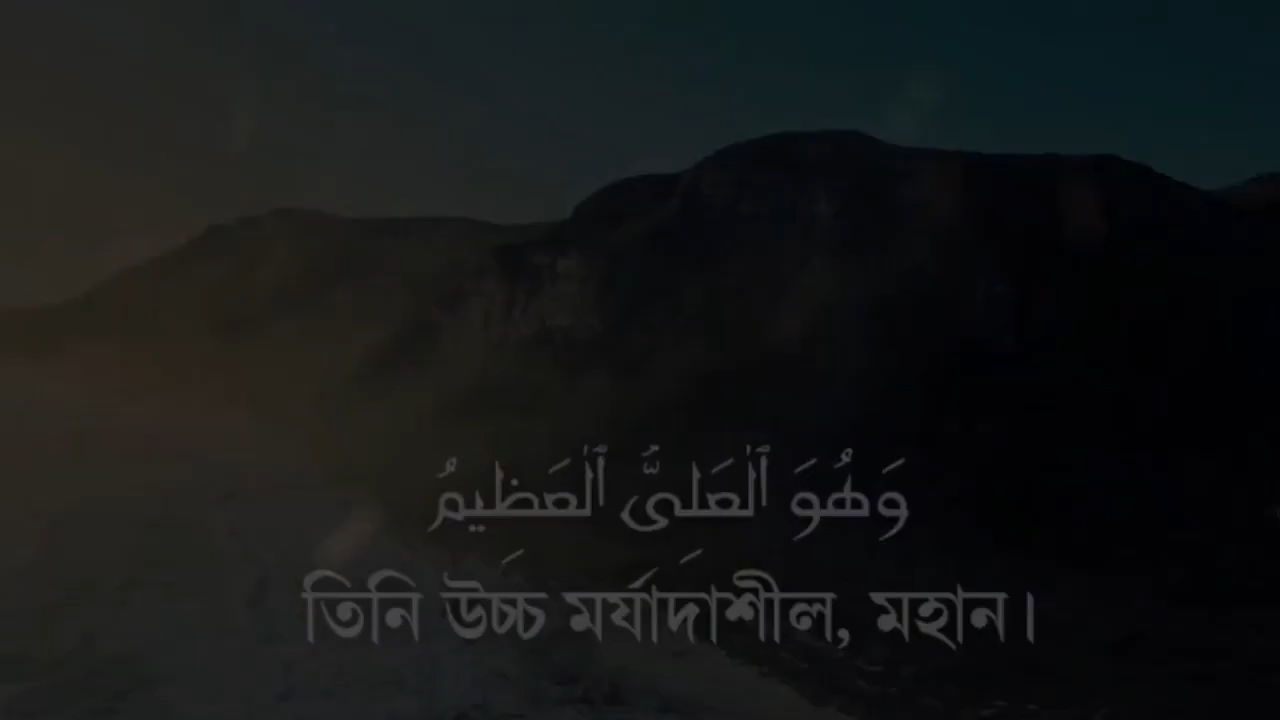 وَهُوَ ٱلْعَلِىُّ ٱلْعَظِيمُ
তিনি উচ্চ মর্যাদাশীল, মহান।